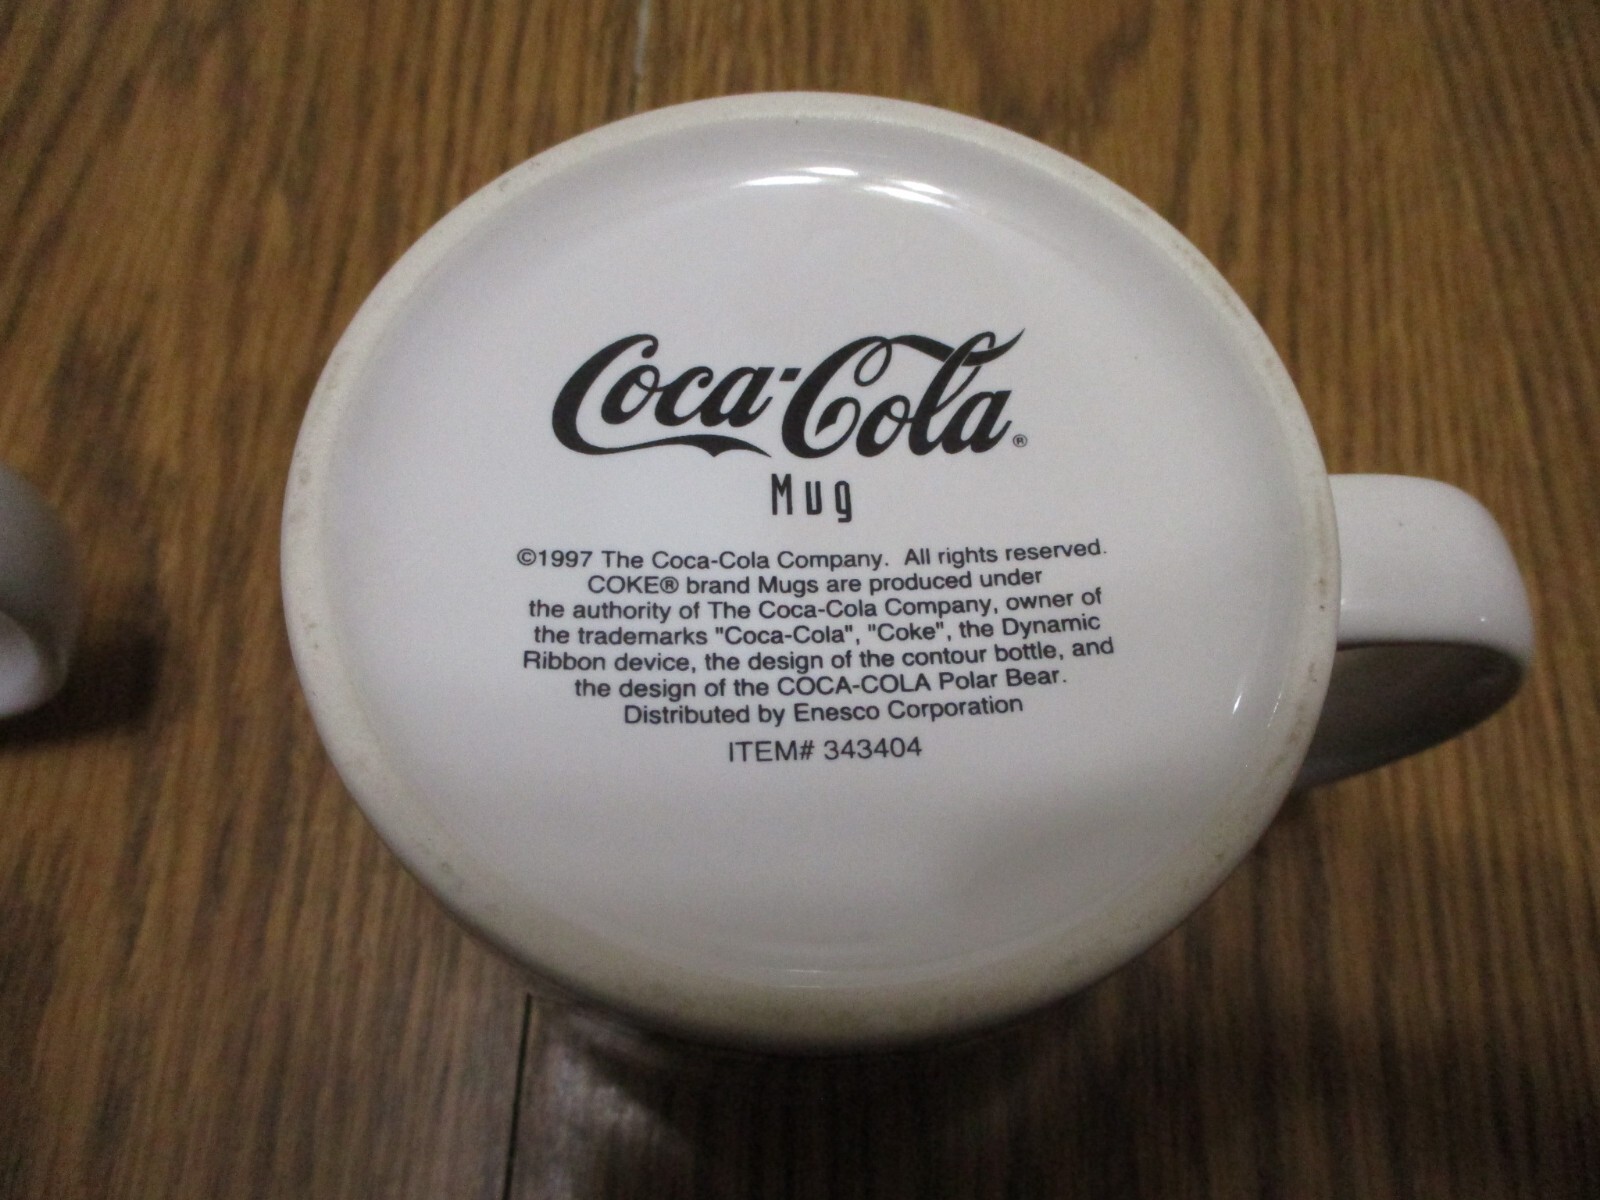 Coca-Cola®
Mug
©1997 The Coca-Cola Company. All rights reserved.
COKE® brand Mugs are produced under
the authority of The Coca-Cola Company, owner of
the trademarks "Coca-Cola", "Coke", the Dynamic
Ribbon device, the design of the contour bottle, and
the design of the COCA-COLA Polar Bear.
Distributed by Enesco Corporation
ITEM# 343404